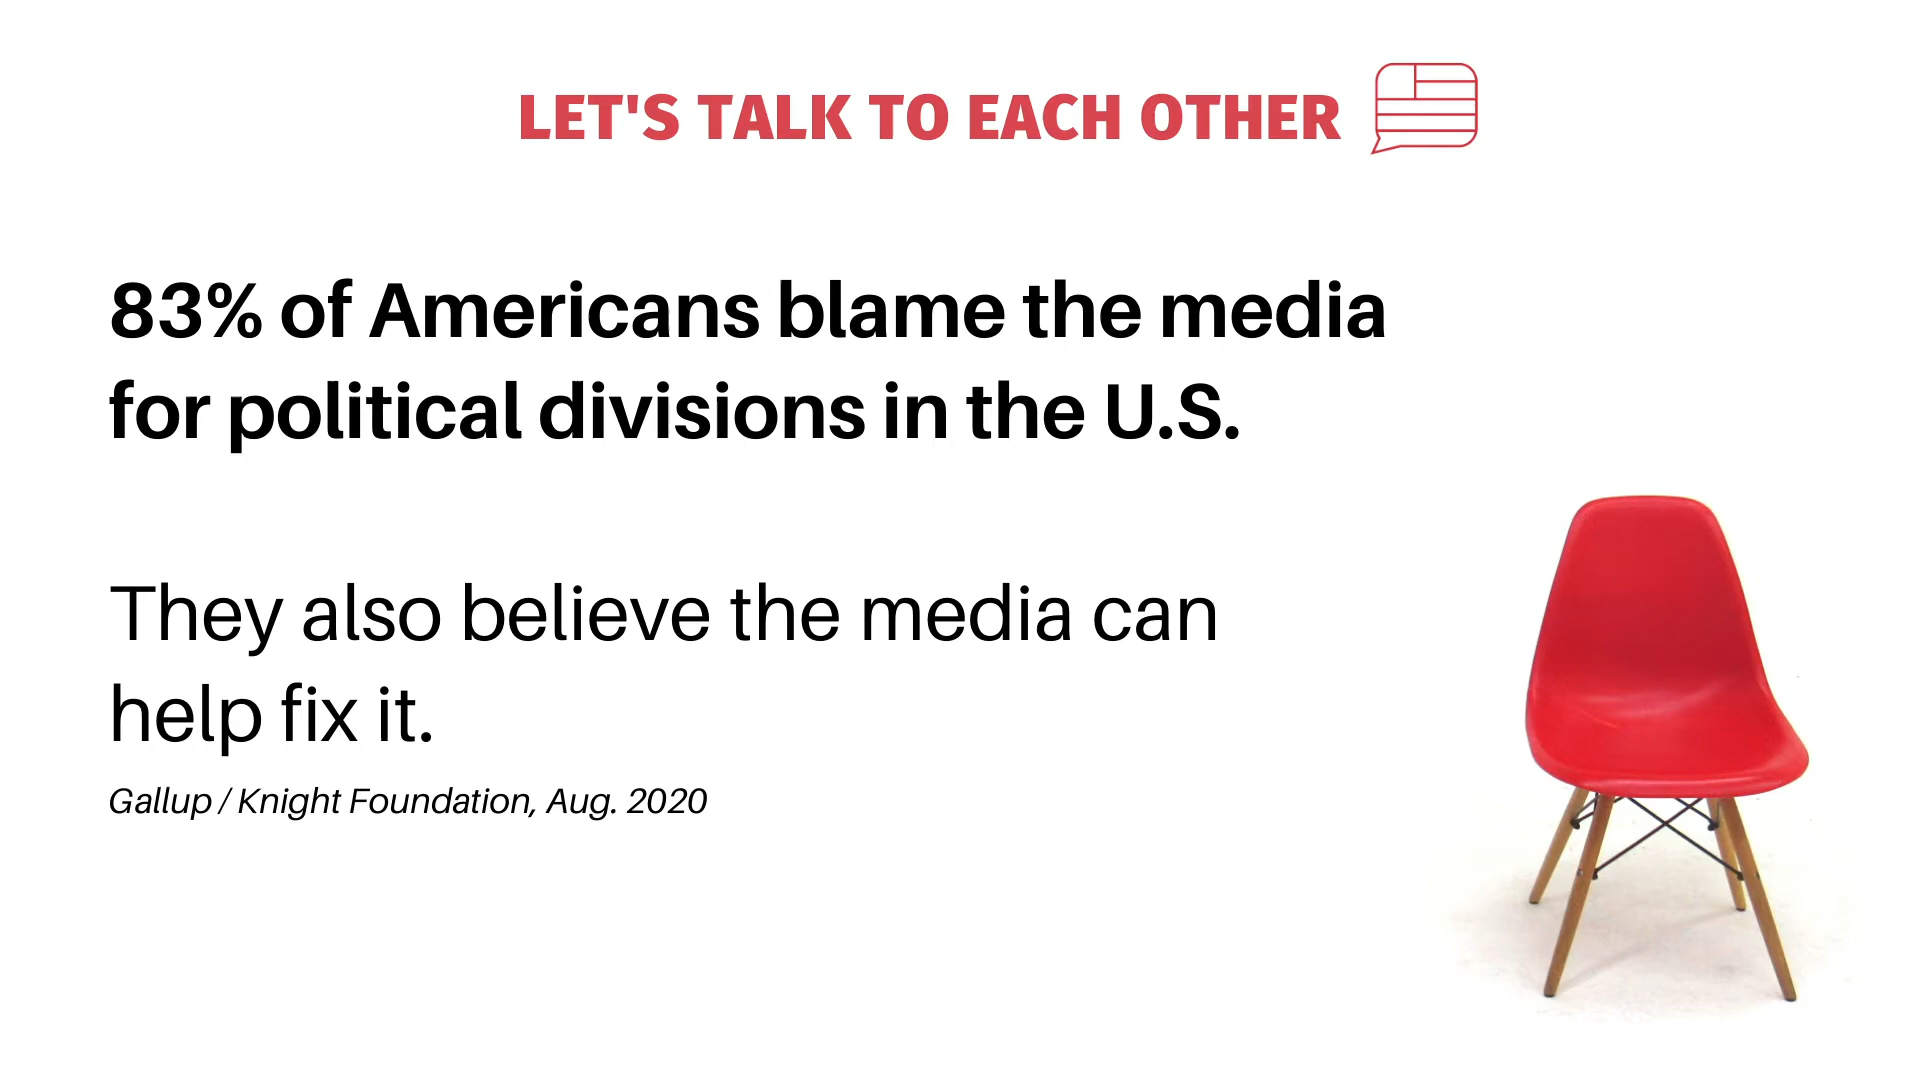 LET'S TALK TO EACH OTHER
83% of Americans blame the media
for political divisions in the U.S.
They also believe the media can
help fix it.
Gallup / Knight Foundation, Aug. 2020